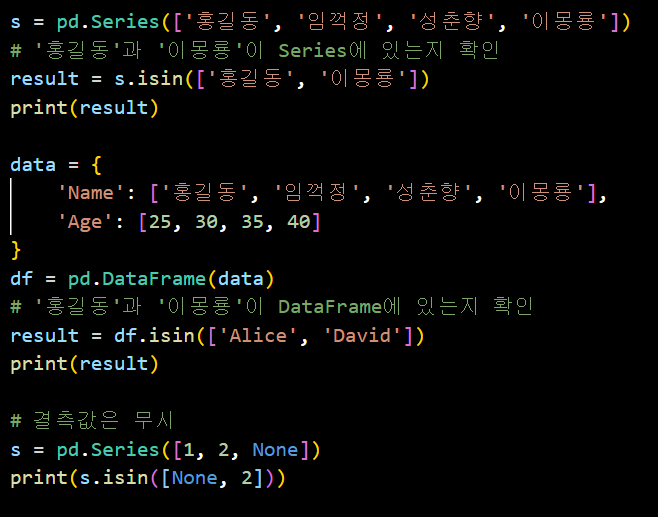 s = pd.Series(['홍길동', '임꺽정', '성춘향', '이몽룡'])
# '홍길동'과 '이몽룡'이 Series에 있는지 확인
result = s.isin(['홍길동', '이몽룡'])
print(result)
data = {
    'Name': ['홍길동', '임꺽정', '성춘향', '이몽룡'],
    'Age': [25, 30, 35, 40]
}
df = pd.DataFrame(data)
# '홍길동'과 '이몽룡'이 DataFrame에 있는지 확인
result = df.isin(['Alice', 'David'])
print(result)
# 결측값은 무시
s = pd.Series([1, 2, None])
print(s.isin([None, 2]))